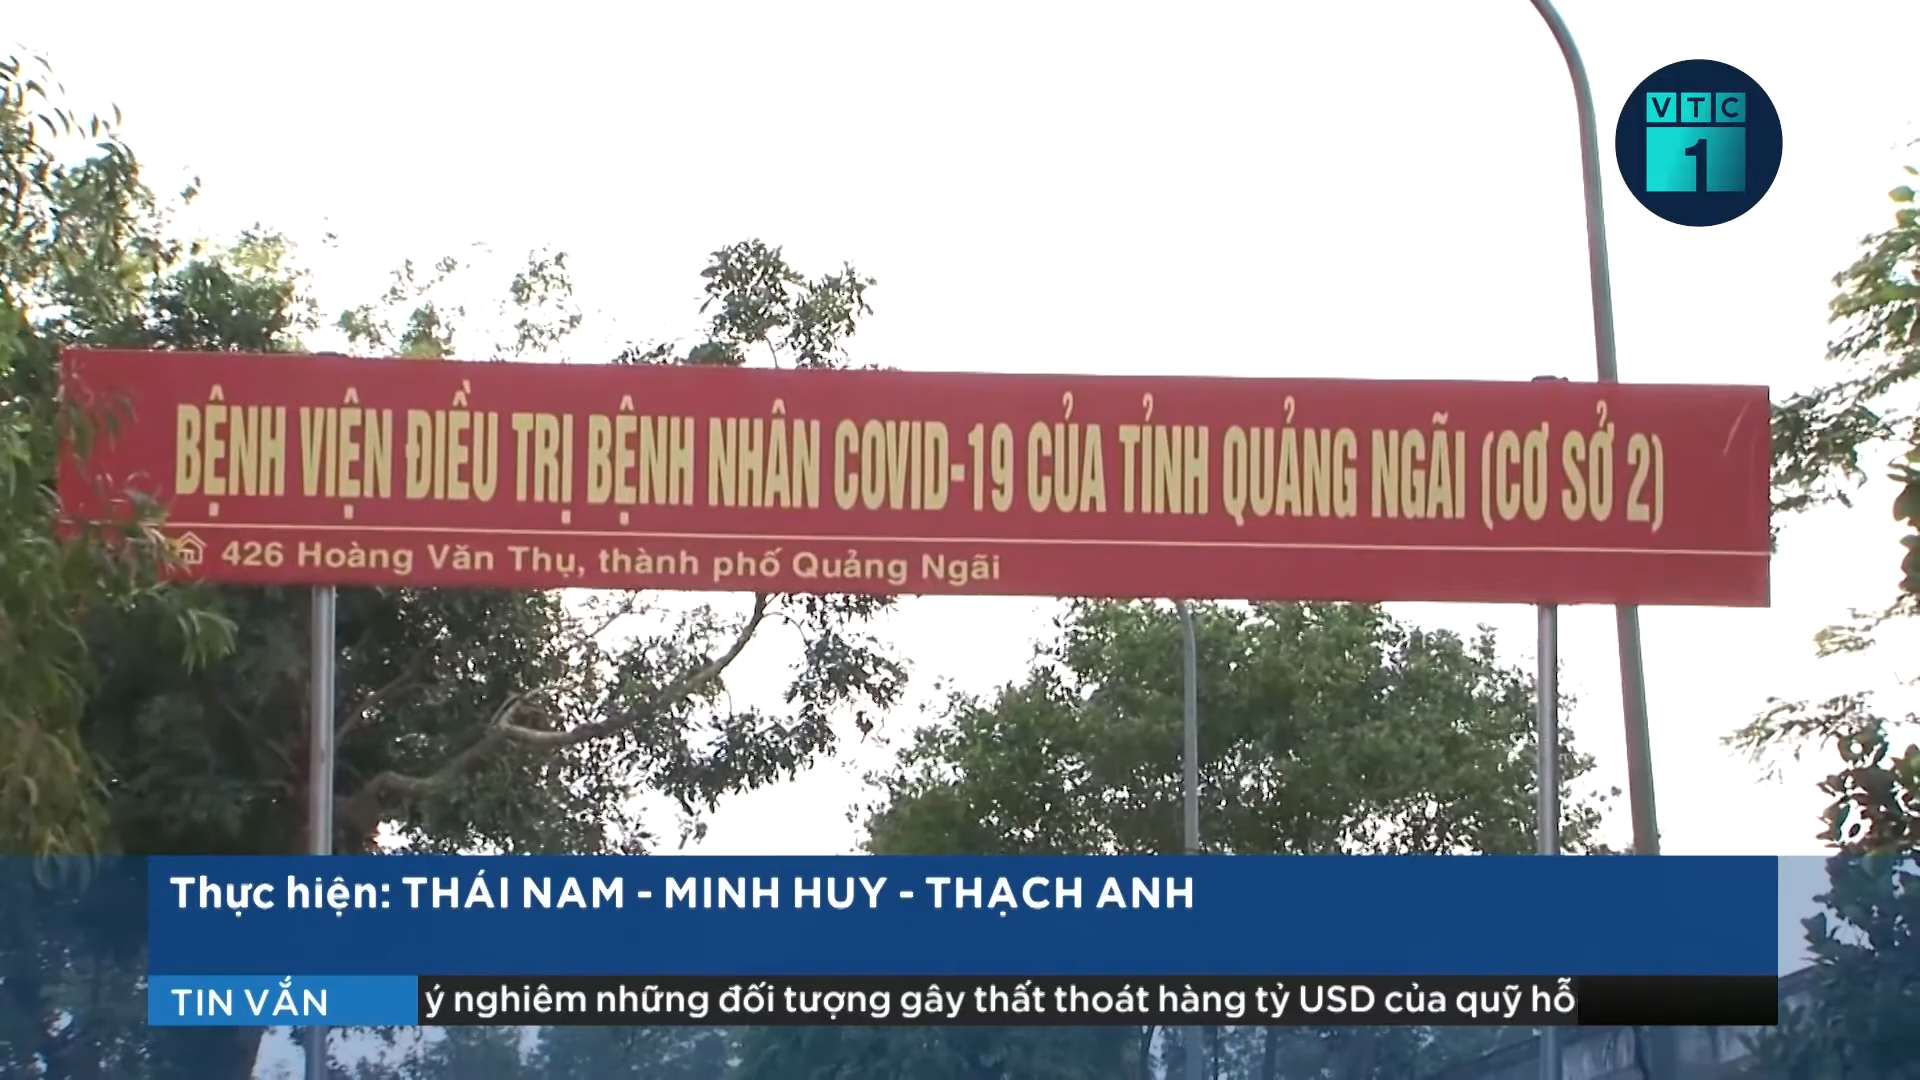 VTC
1
BỆNH VIỆN ĐIỀU TRỊ BỆNH NHÂN COVID-19 CỦA TỈNH QUẢNG NGÃI (CƠ SỞ 2)
426 Hoàng Văn Thụ, thành phố Quảng Ngãi
Thực hiện: THÁI NAM - MINH HUY - THẠCH ANH
TIN VẮN ý nghiêm những đối tượng gây thất thoát hàng tỷ USD của quỹ hỗ